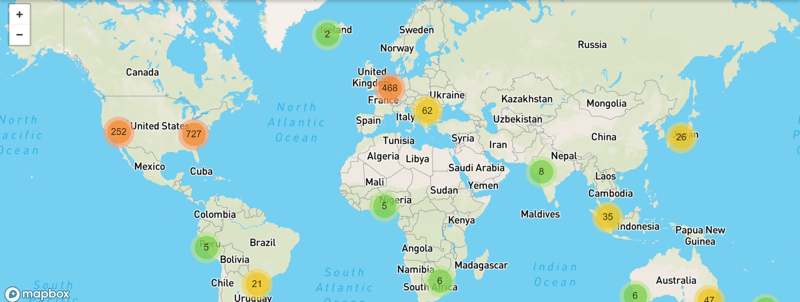 +
−
2
Iceland
Sweden
Norway
Russia
Canada
United
Kingdom
468
France
Ukraine
62
Kazakhstan
Mongolia
North
Atlantic
Ocean
Spain
Italy
Uzbekistan
252
United States
727
Pacific
Ocean
Tunisia
Syria
Iran
China
26
Mexico
Cuba
Algeria
Libya
Saudi Arabia
8
Nepal
Mali
Sudan
Yemen
Laos
Cambodia
5
Nigeria
Colombia
Kenya
Maldives
35
Indonesia
Papua New
Guinea
5
Peru
Brazil
Angola
Bolivia
Namibia
Madagascar
Indian
Ocean
South
Atlantic
Chile
21
Uruguay
6
South Africa
Australia
6
47
mapbox